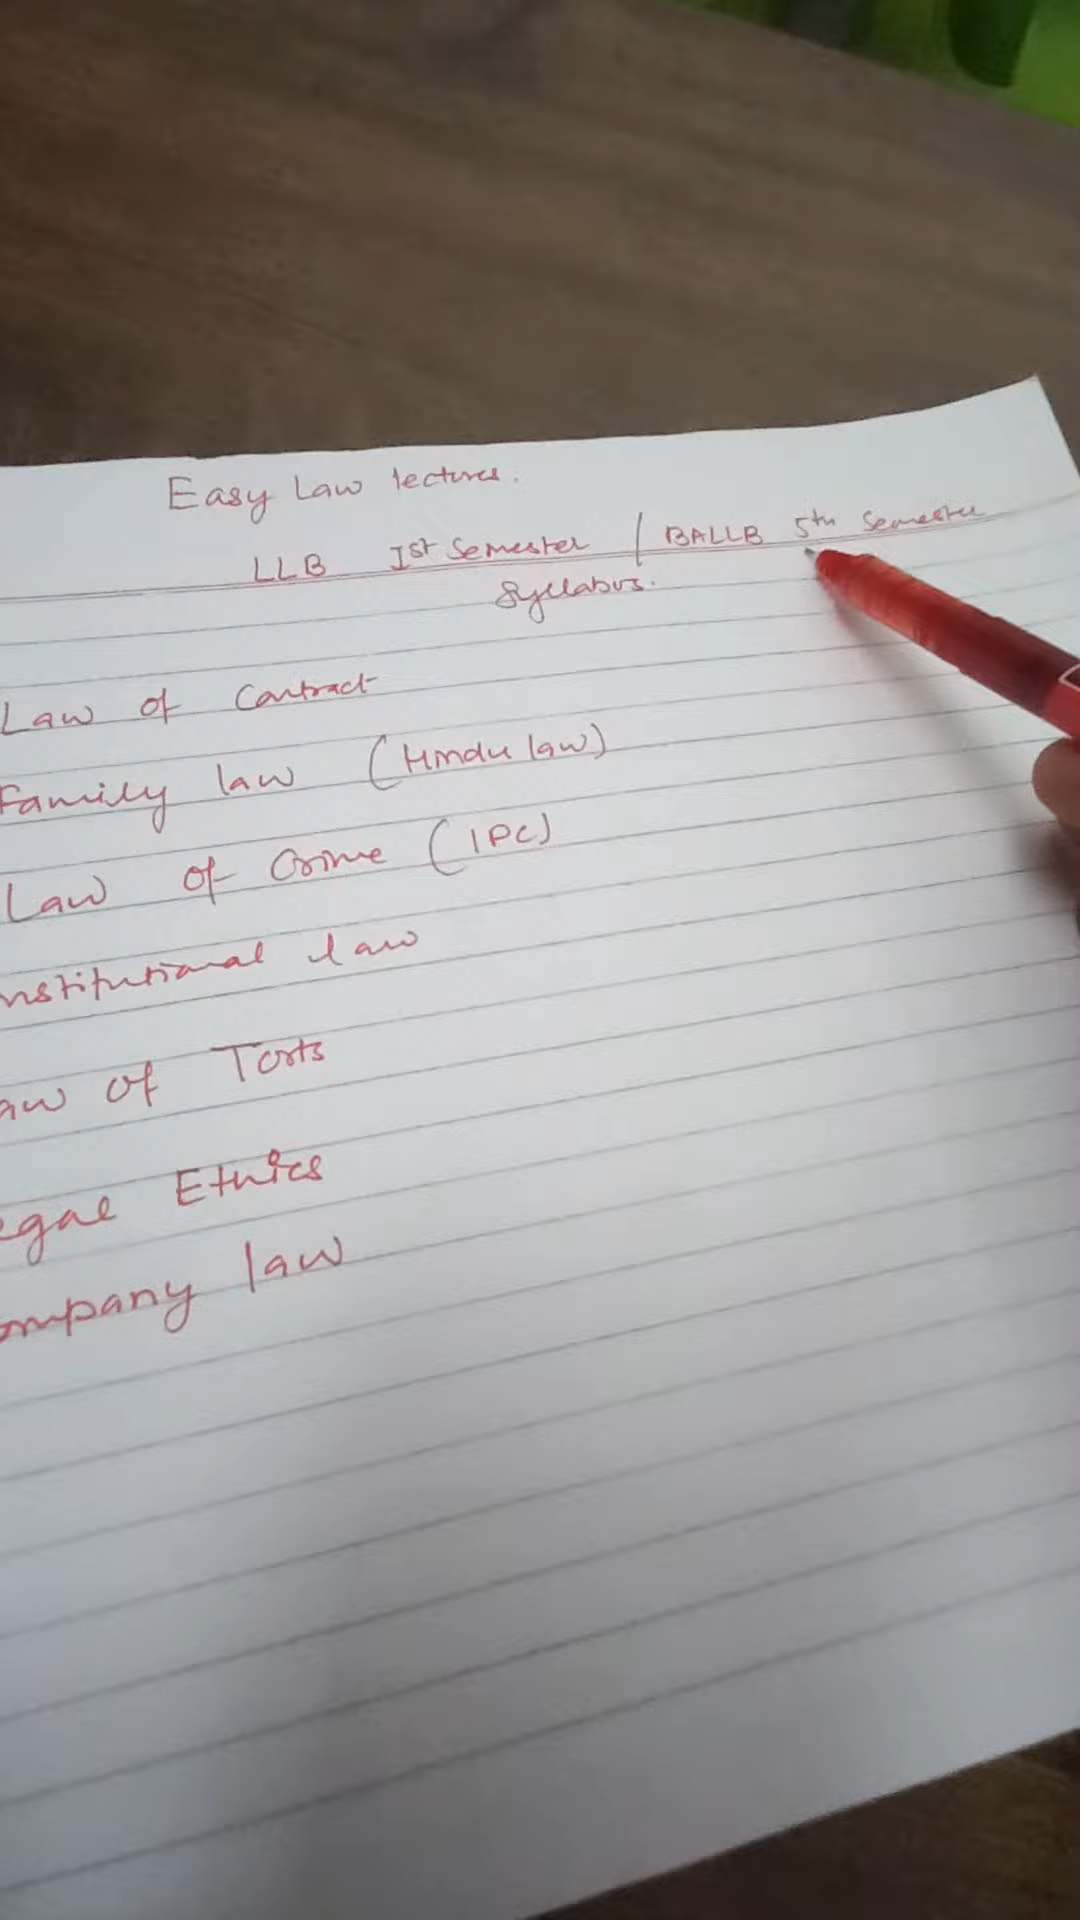 Easy Law lectures.
LLB Ist Semester / BALLB 5th Semester
Syllabus.
Law of Contract
Family law (Hindu law)
Law of Crime (IPC)
nstitutional law
aw of Torts
egal Ethics
ompany law